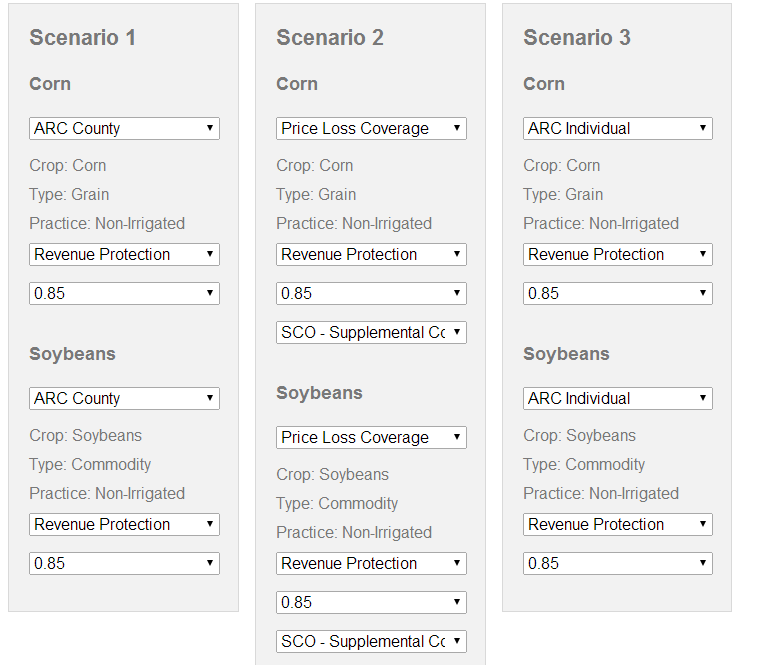 Scenario 1
Corn
ARC County
Crop: Corn
Type: Grain
Practice: Non-Irrigated
Revenue Protection
0.85
Soybeans
ARC County
Crop: Soybeans
Type: Commodity
Practice: Non-Irrigated
Revenue Protection
0.85
Scenario 2
Corn
Price Loss Coverage
Crop: Corn
Type: Grain
Practice: Non-Irrigated
Revenue Protection
0.85
SCO - Supplemental Cc
Soybeans
Price Loss Coverage
Crop: Soybeans
Type: Commodity
Practice: Non-Irrigated
Revenue Protection
0.85
SCO - Supplemental Cc
Scenario 3
Corn
ARC Individual
Crop: Corn
Type: Grain
Practice: Non-Irrigated
Revenue Protection
0.85
Soybeans
ARC Individual
Crop: Soybeans
Type: Commodity
Practice: Non-Irrigated
Revenue Protection
0.85